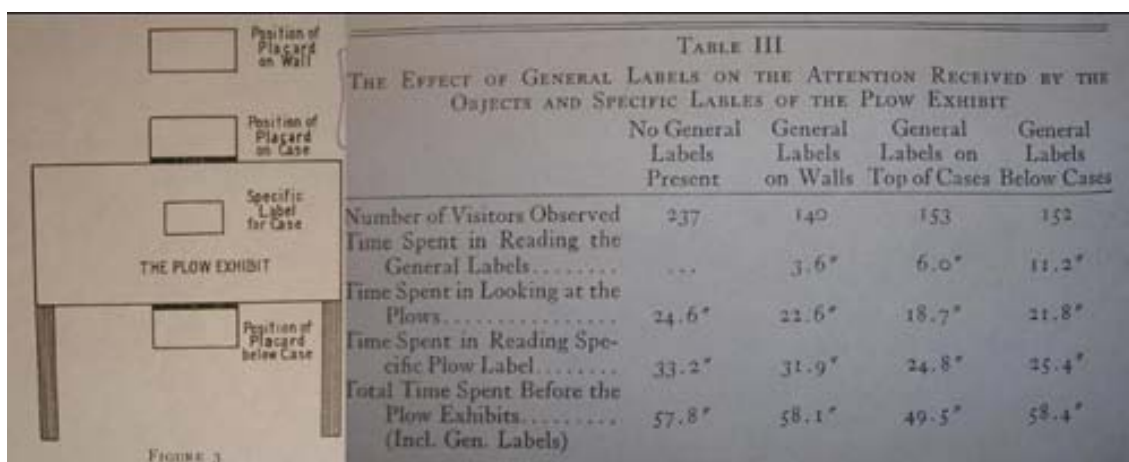 Position of
Placard
on Wall
Position of
Placard
on Case
Specific
Label
for Case
THE PLOW EXHIBIT
Position of
Placard
below Case
FIGURE 3
TABLE III
THE EFFECT OF GENERAL LABELS ON THE ATTENTION RECEIVED BY THE
OBJECTS AND SPECIFIC LABLES OF THE PLOW EXHIBIT
No General General General General
Labels Labels Labels on Labels
Present on Walls Top of Cases Below Cases
Number of Visitors Observed 237 140 153 152
Time Spent in Reading the
General Labels........ ... 3.6" 6.0" 11.2"
Time Spent in Looking at the
Plows................ 24.6" 22.6" 18.7" 21.8"
Time Spent in Reading Spe-
cific Plow Label........ 33.2" 31.9" 24.8" 25.4"
Total Time Spent Before the
Plow Exhibits......... 57.8" 58.1" 49.5" 58.4"
(Incl. Gen. Labels)